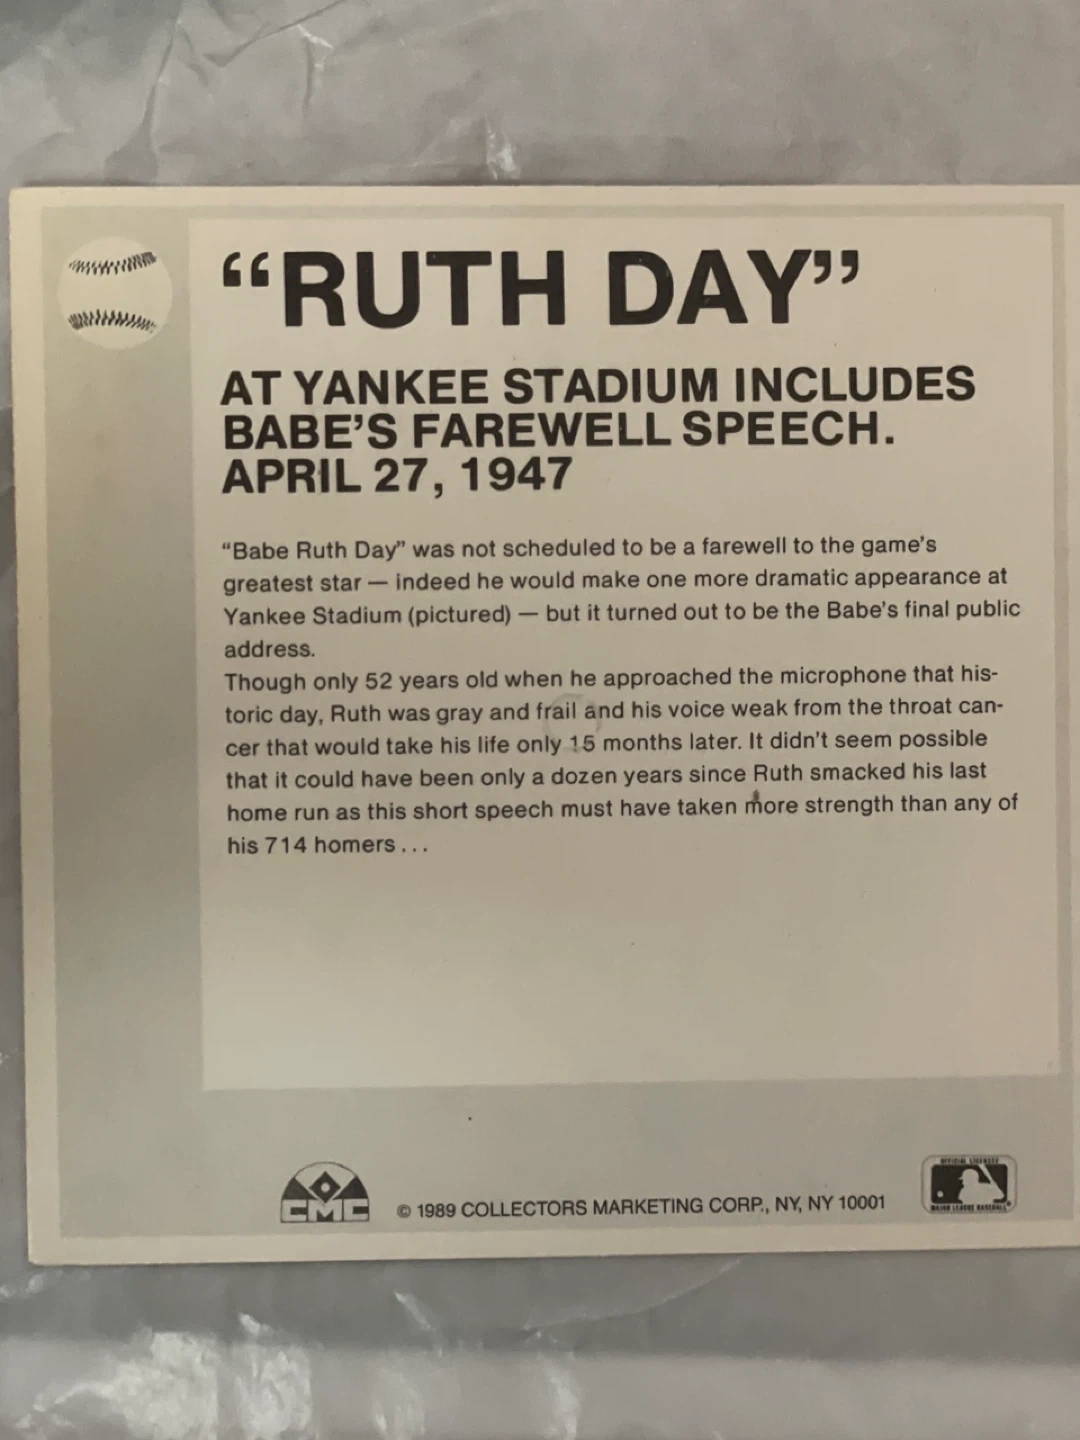 “RUTH DAY”
AT YANKEE STADIUM INCLUDES
BABE’S FAREWELL SPEECH.
APRIL 27, 1947
“Babe Ruth Day” was not scheduled to be a farewell to the game’s
greatest star — indeed he would make one more dramatic appearance at
Yankee Stadium (pictured) — but it turned out to be the Babe’s final public
address.
Though only 52 years old when he approached the microphone that his-
toric day, Ruth was gray and frail and his voice weak from the throat can-
cer that would take his life only 15 months later. It didn’t seem possible
that it could have been only a dozen years since Ruth smacked his last
home run as this short speech must have taken more strength than any of
his 714 homers . . .
CMC
© 1989 COLLECTORS MARKETING CORP., NY, NY 10001
OFFICIAL LICENSEE
MAJOR LEAGUE BASEBALL